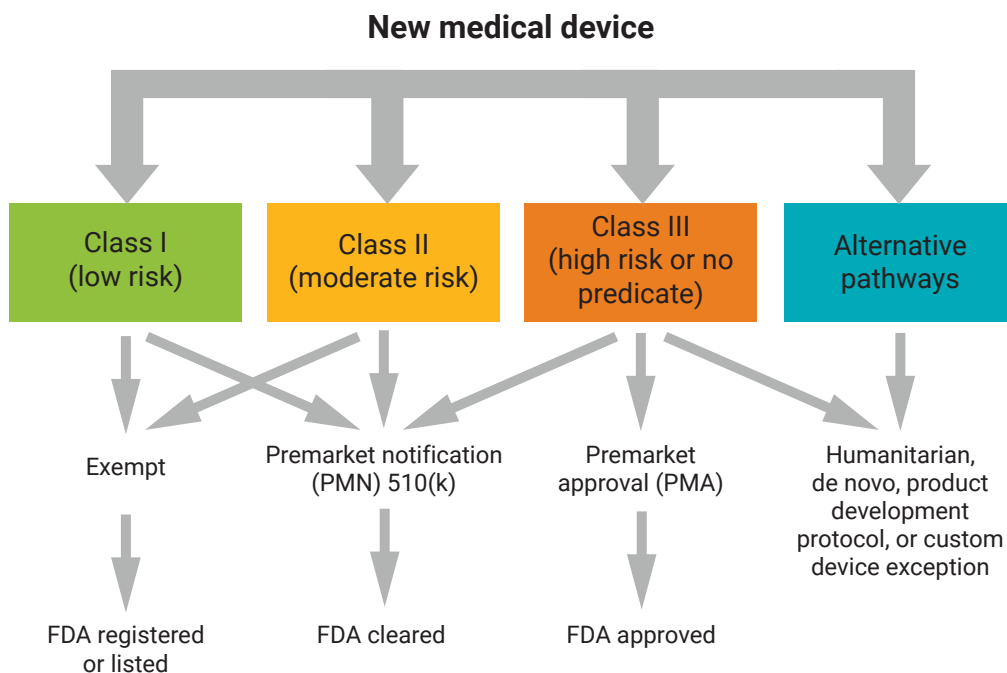 New medical device
Class I
(low risk)
Class II
(moderate risk)
Class III
(high risk or no
predicate)
Alternative
pathways
Exempt
Premarket notification
(PMN) 510(k)
Premarket
approval (PMA)
Humanitarian,
de novo, product
development
protocol, or custom
device exception
FDA registered
or listed
FDA cleared
FDA approved